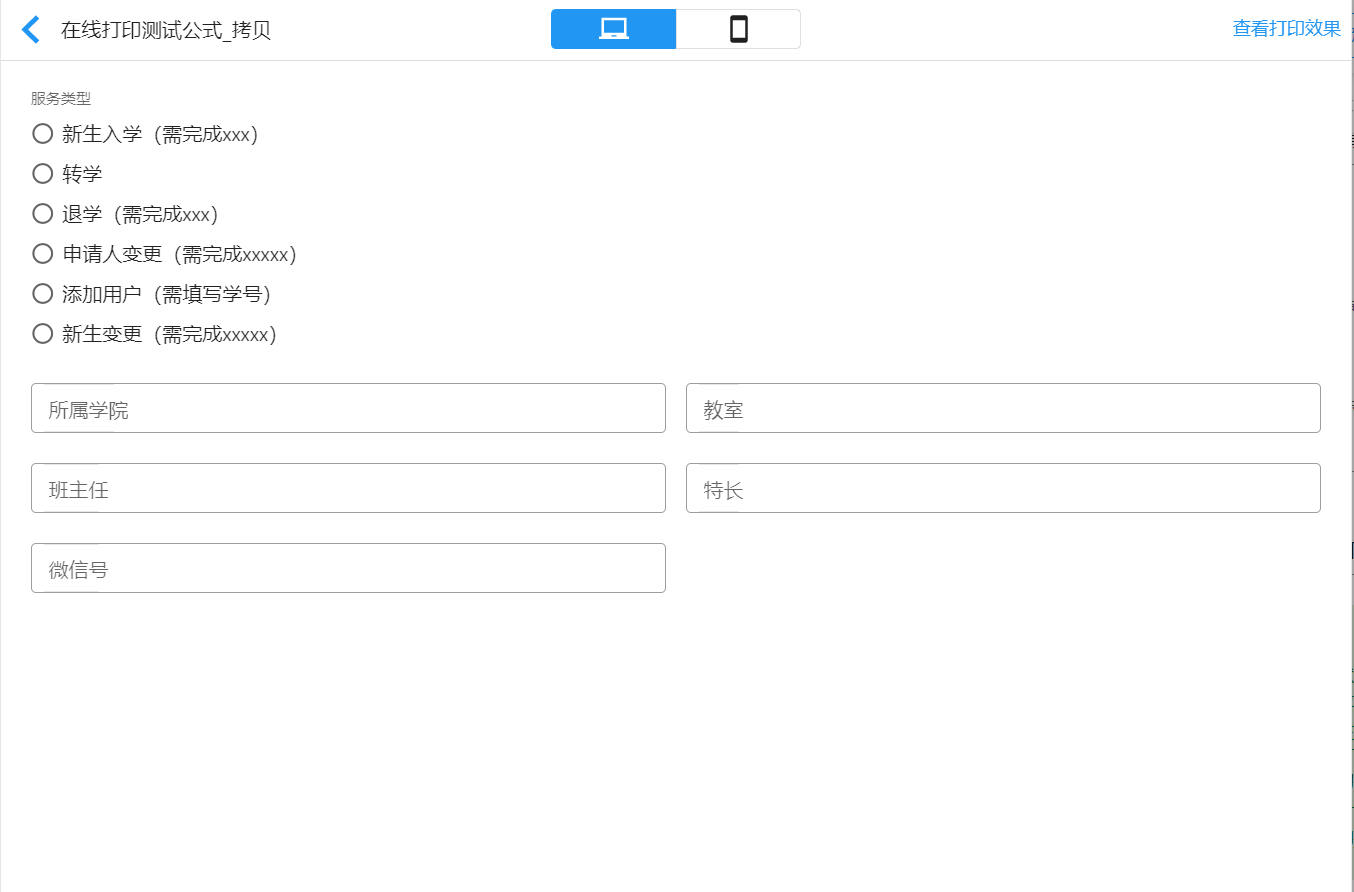 在线打印测试公式_拷贝
查看打印效果
服务类型
新生入学（需完成xxx）
转学
退学（需完成xxx）
申请人变更（需完成xxxxx）
添加用户（需填写学号）
新生变更（需完成xxxxx）
所属学院 教室
班主任 特长
微信号